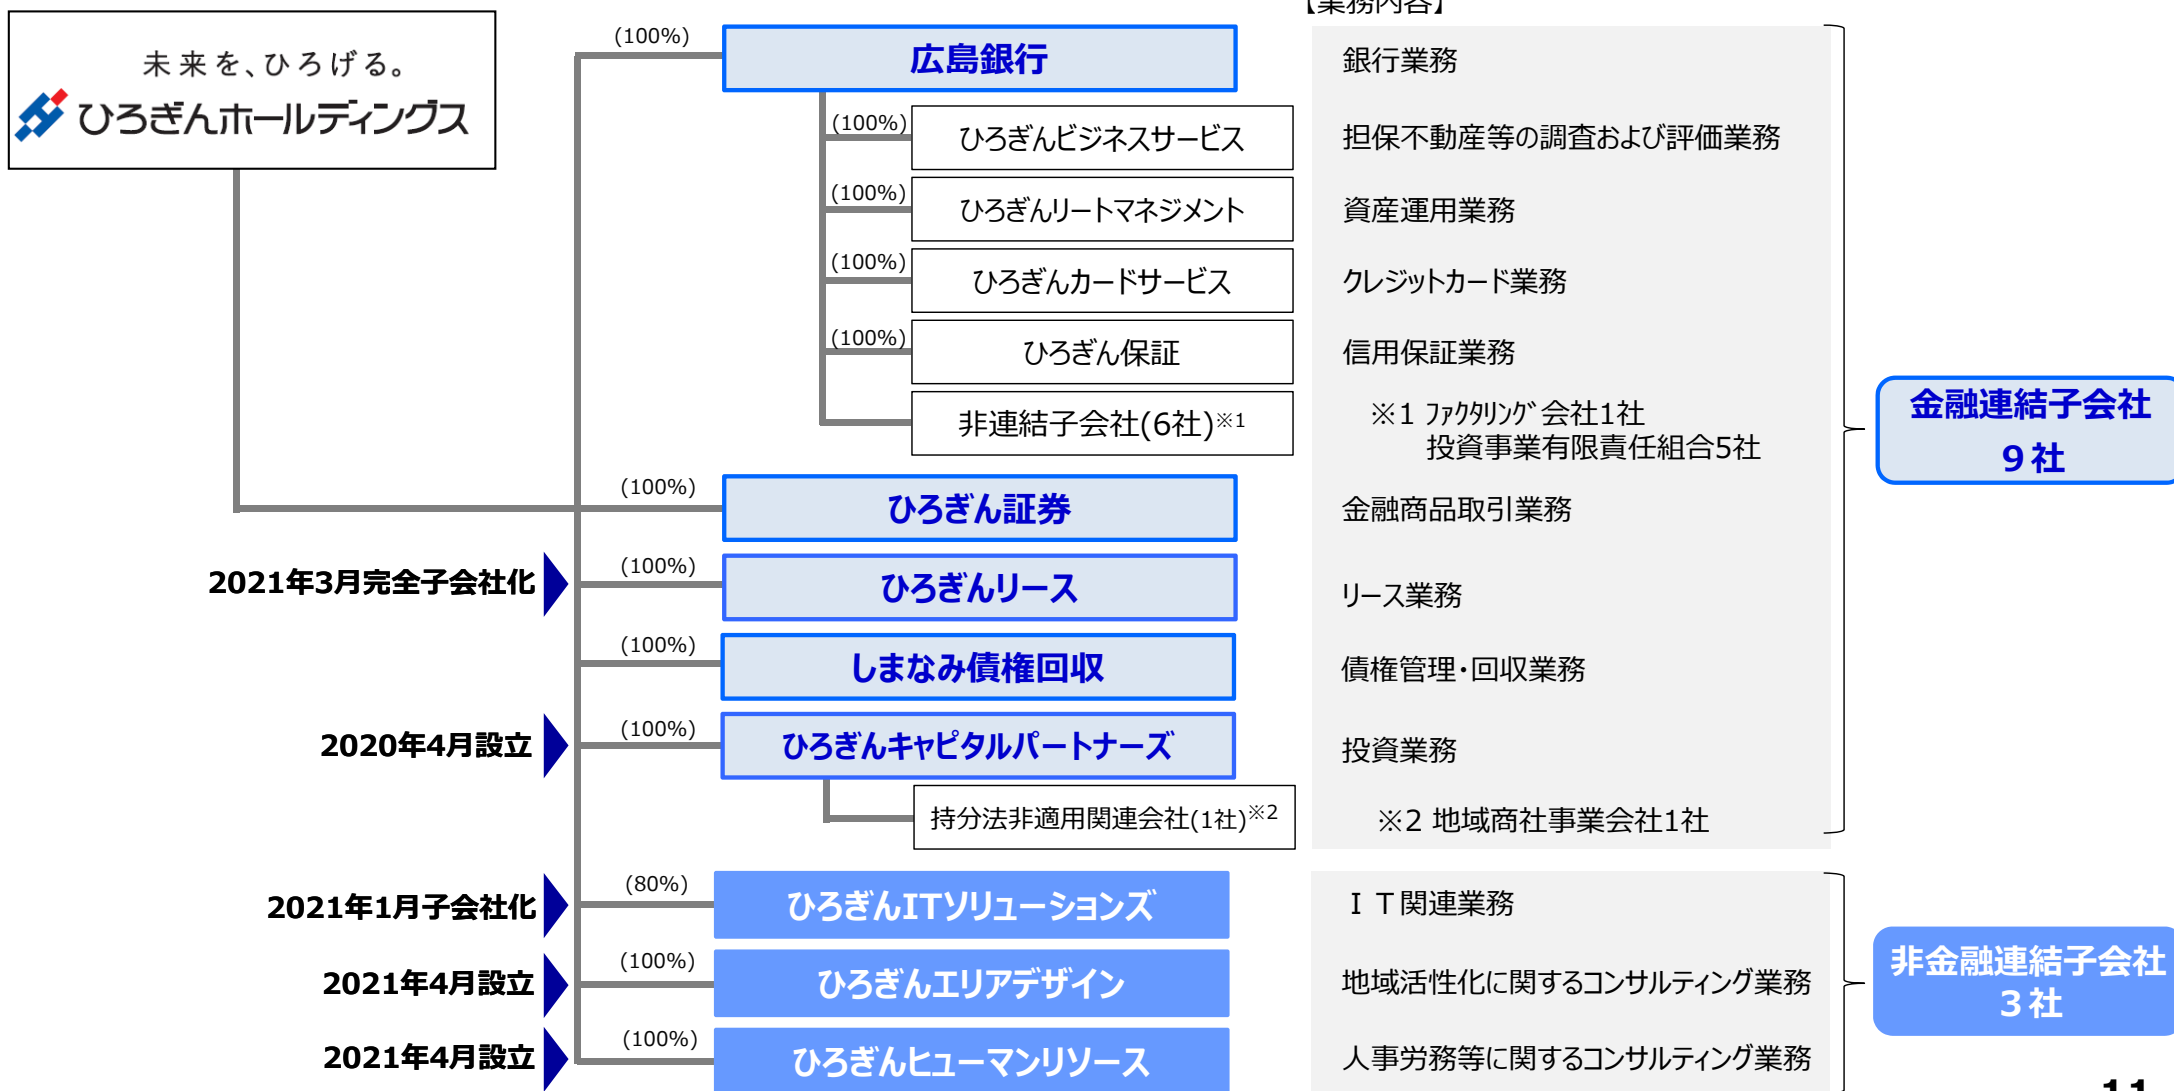 【業務内容】
未来を、ひろげる。
ひろぎんホールディングス
(100%)
広島銀行
銀行業務
(100%)
ひろぎんビジネスサービス
担保不動産等の調査および評価業務
(100%)
ひろぎんリートマネジメント
資産運用業務
(100%)
ひろぎんカードサービス
クレジットカード業務
(100%)
ひろぎん保証
信用保証業務
非連結子会社(6社)※1
※1 ﾌｧｸﾀﾘﾝｸﾞ会社1社
投資事業有限責任組合5社
金融連結子会社
9社
(100%)
ひろぎん証券
金融商品取引業務
2021年3月完全子会社化
(100%)
ひろぎんリース
リース業務
(100%)
しまなみ債権回収
債権管理・回収業務
2020年4月設立
(100%)
ひろぎんキャピタルパートナーズ
投資業務
持分法非適用関連会社(1社)※2
※2 地域商社事業会社1社
2021年1月子会社化
(80%)
ひろぎんITソリューションズ
ＩＴ関連業務
2021年4月設立
(100%)
ひろぎんエリアデザイン
地域活性化に関するコンサルティング業務
非金融連結子会社
3社
2021年4月設立
(100%)
ひろぎんヒューマンリソース
人事労務等に関するコンサルティング業務
11